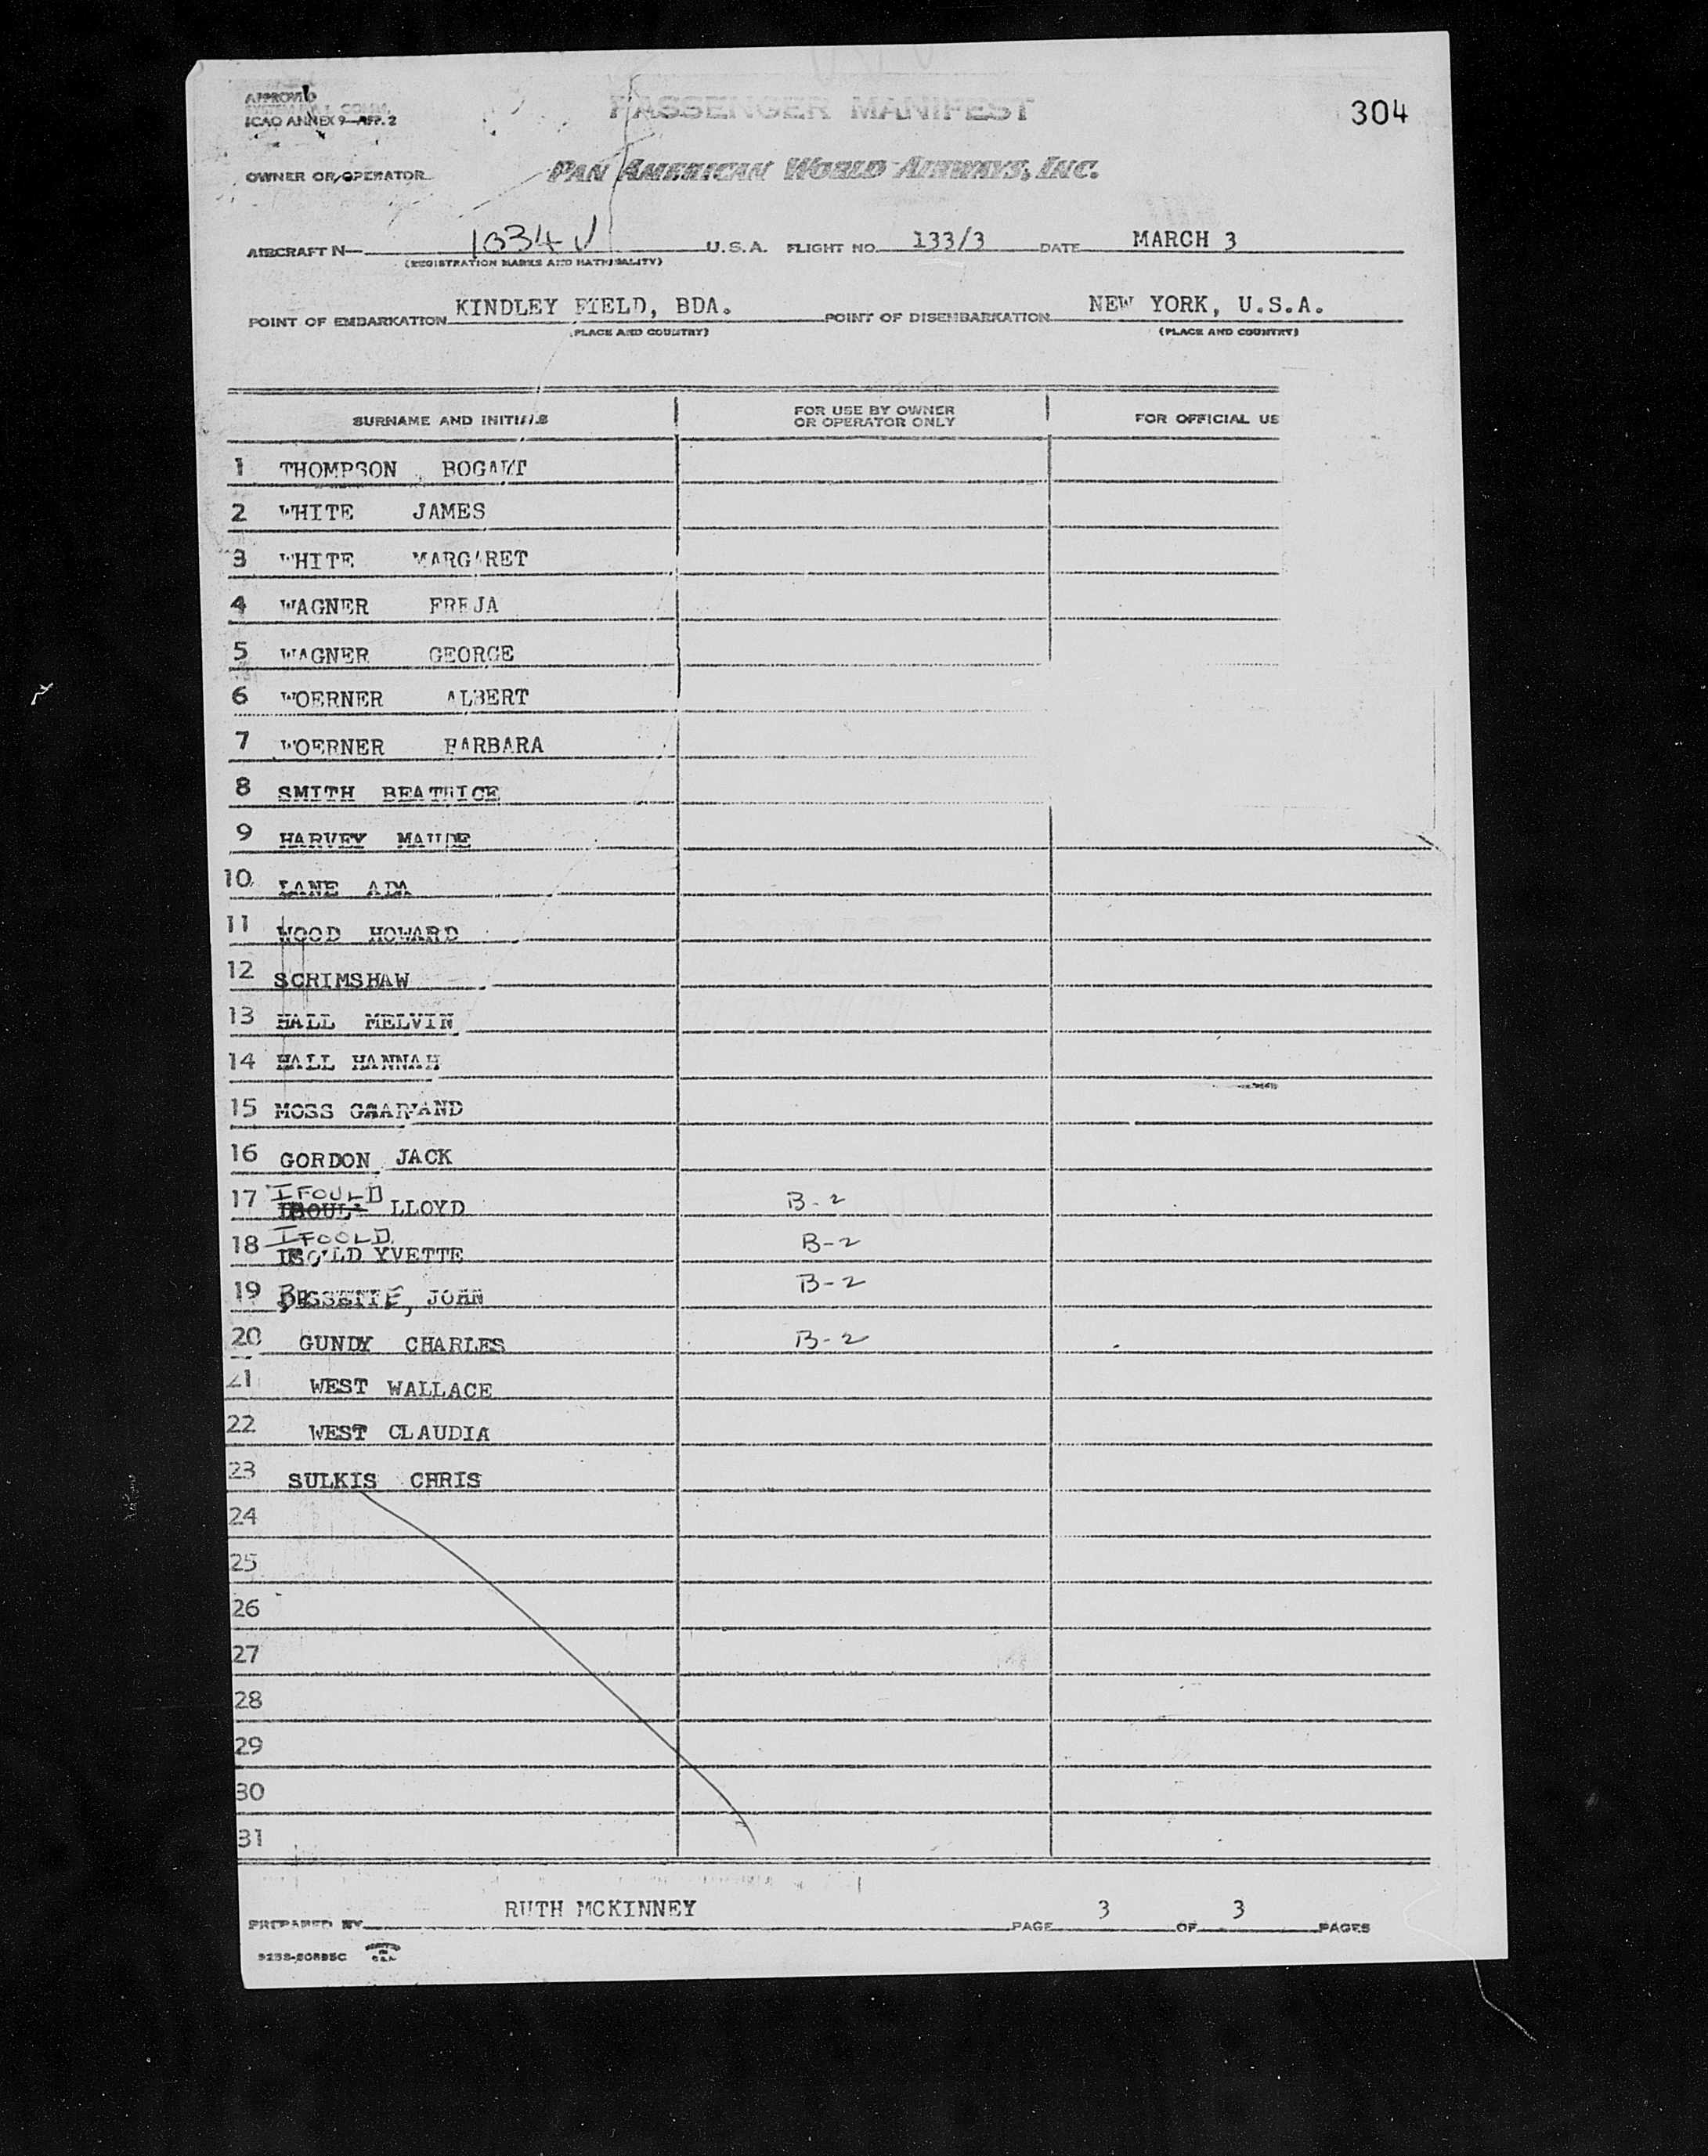 APPROVED
ICAO ANNEX 9—APP. 2
PASSENGER MANIFEST
304
OWNER OR OPERATOR
PAN AMERICAN WORLD AIRWAYS, INC.
AIRCRAFT N— 1034V U.S.A. FLIGHT NO. 133/3 DATE MARCH 3
(REGISTRATION MARKS AND NATIONALITY)
POINT OF EMBARKATION KINDLEY FIELD, BDA. POINT OF DISEMBARKATION NEW YORK, U.S.A.
(PLACE AND COUNTRY) (PLACE AND COUNTRY)
SURNAME AND INITIALS FOR USE BY OWNER OR OPERATOR ONLY FOR OFFICIAL US
1 THOMPSON BOGART
2 WHITE JAMES
3 WHITE MARGARET
4 WAGNER FREJA
5 WAGNER GEORGE
6 WOERNER ALBERT
7 WOERNER BARBARA
8 SMITH BEATRICE
9 HARVEY MAUDE
10 LANE ADA
11 WOOD HOWARD
12 SCRIMSHAW
13 HALL MELVIN
14 HALL HANNAH
15 MOSS
16 GORDON JACK
17 IFOULD LLOYD B-2
18 IFOOLD YVETTE B-2
19 BISSETTE, JOHN B-2
20 GUNDY CHARLES B-2
21 WEST WALLACE
22 WEST CLAUDIA
23 SULKIS CHRIS
24
25
26
27
28
29
30
31
PREPARED BY RUTH MCKINNEY PAGE 3 OF 3 PAGES